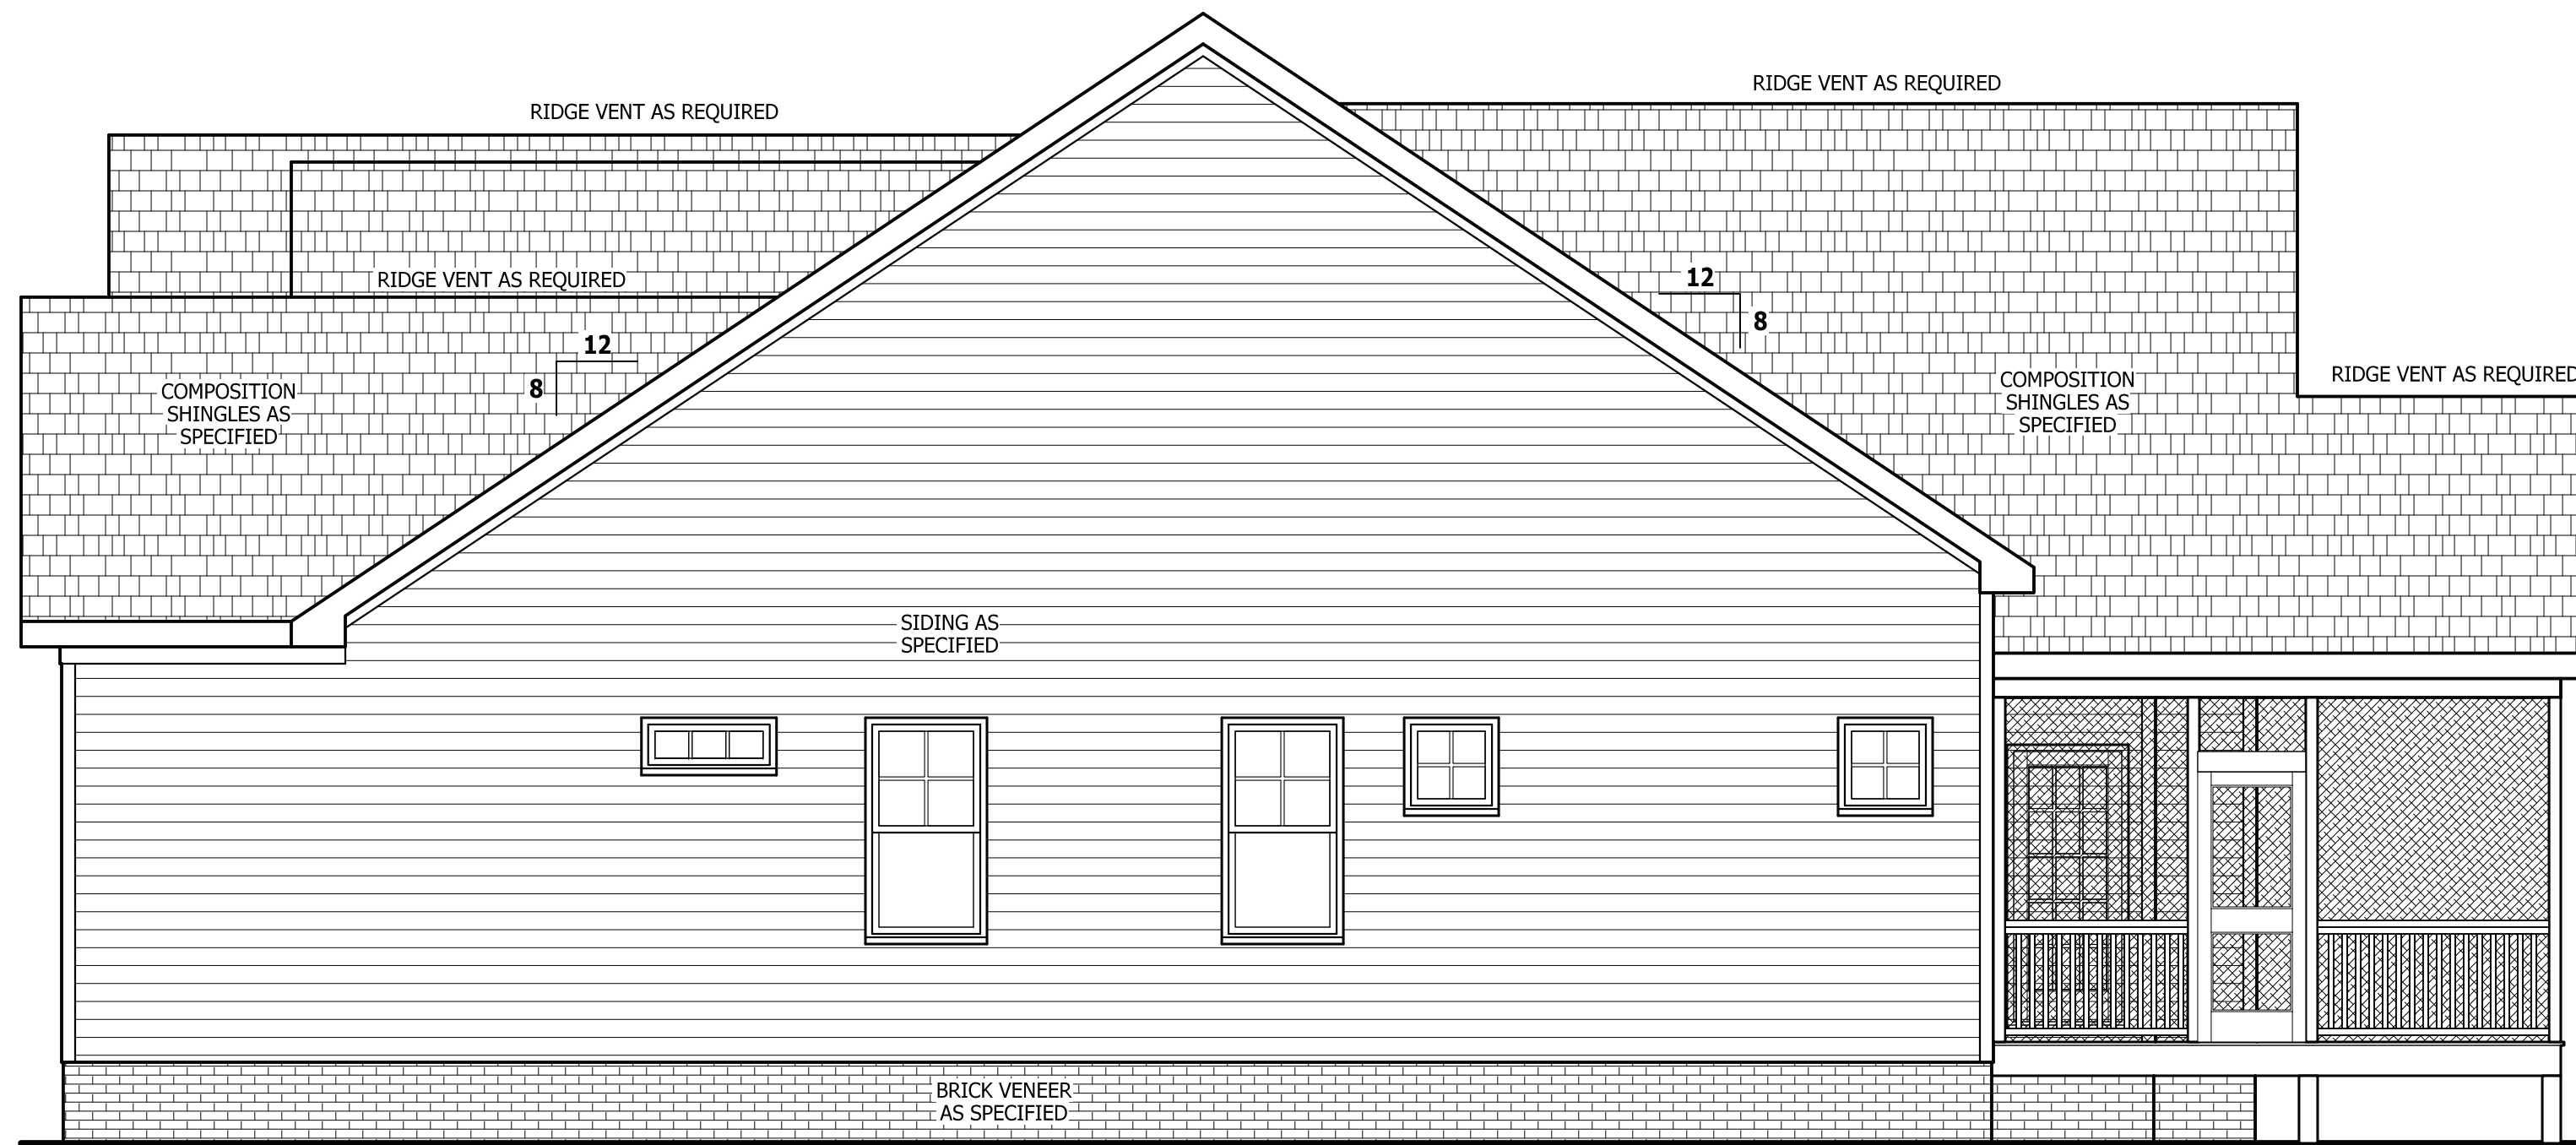 RIDGE VENT AS REQUIRED
RIDGE VENT AS REQUIRED
RIDGE VENT AS REQUIRED
12
8
12
8
RIDGE VENT AS REQUIRED
COMPOSITION
SHINGLES AS
SPECIFIED
COMPOSITION
SHINGLES AS
SPECIFIED
SIDING AS
SPECIFIED
BRICK VENEER
AS SPECIFIED